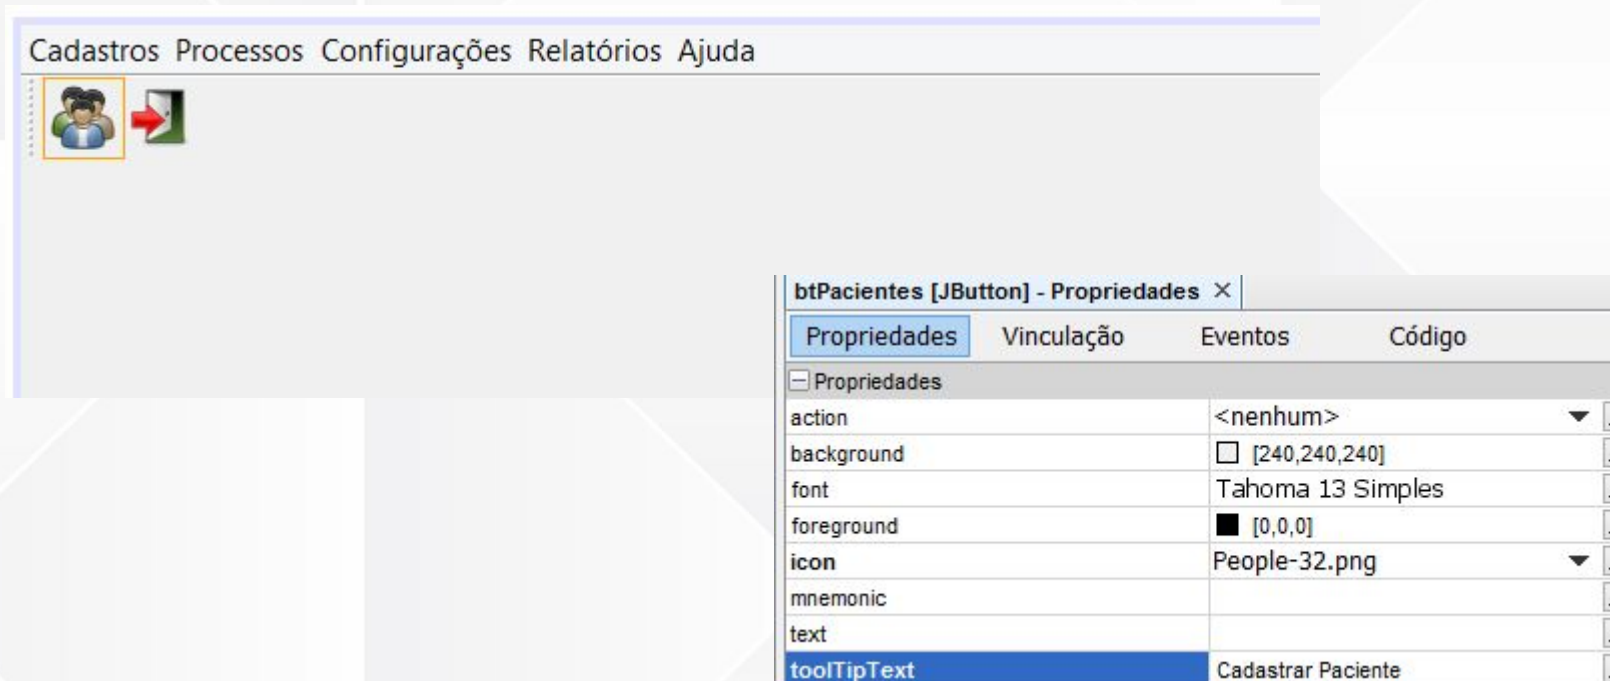 Cadastros Processos Configurações Relatórios Ajuda
btPacientes [JButton] - Propriedades ×
Propriedades Vinculação Eventos Código
Propriedades
action <nenhum>
background [240,240,240]
font Tahoma 13 Simples
foreground [0,0,0]
icon People-32.png
mnemonic
text
toolTipText Cadastrar Paciente